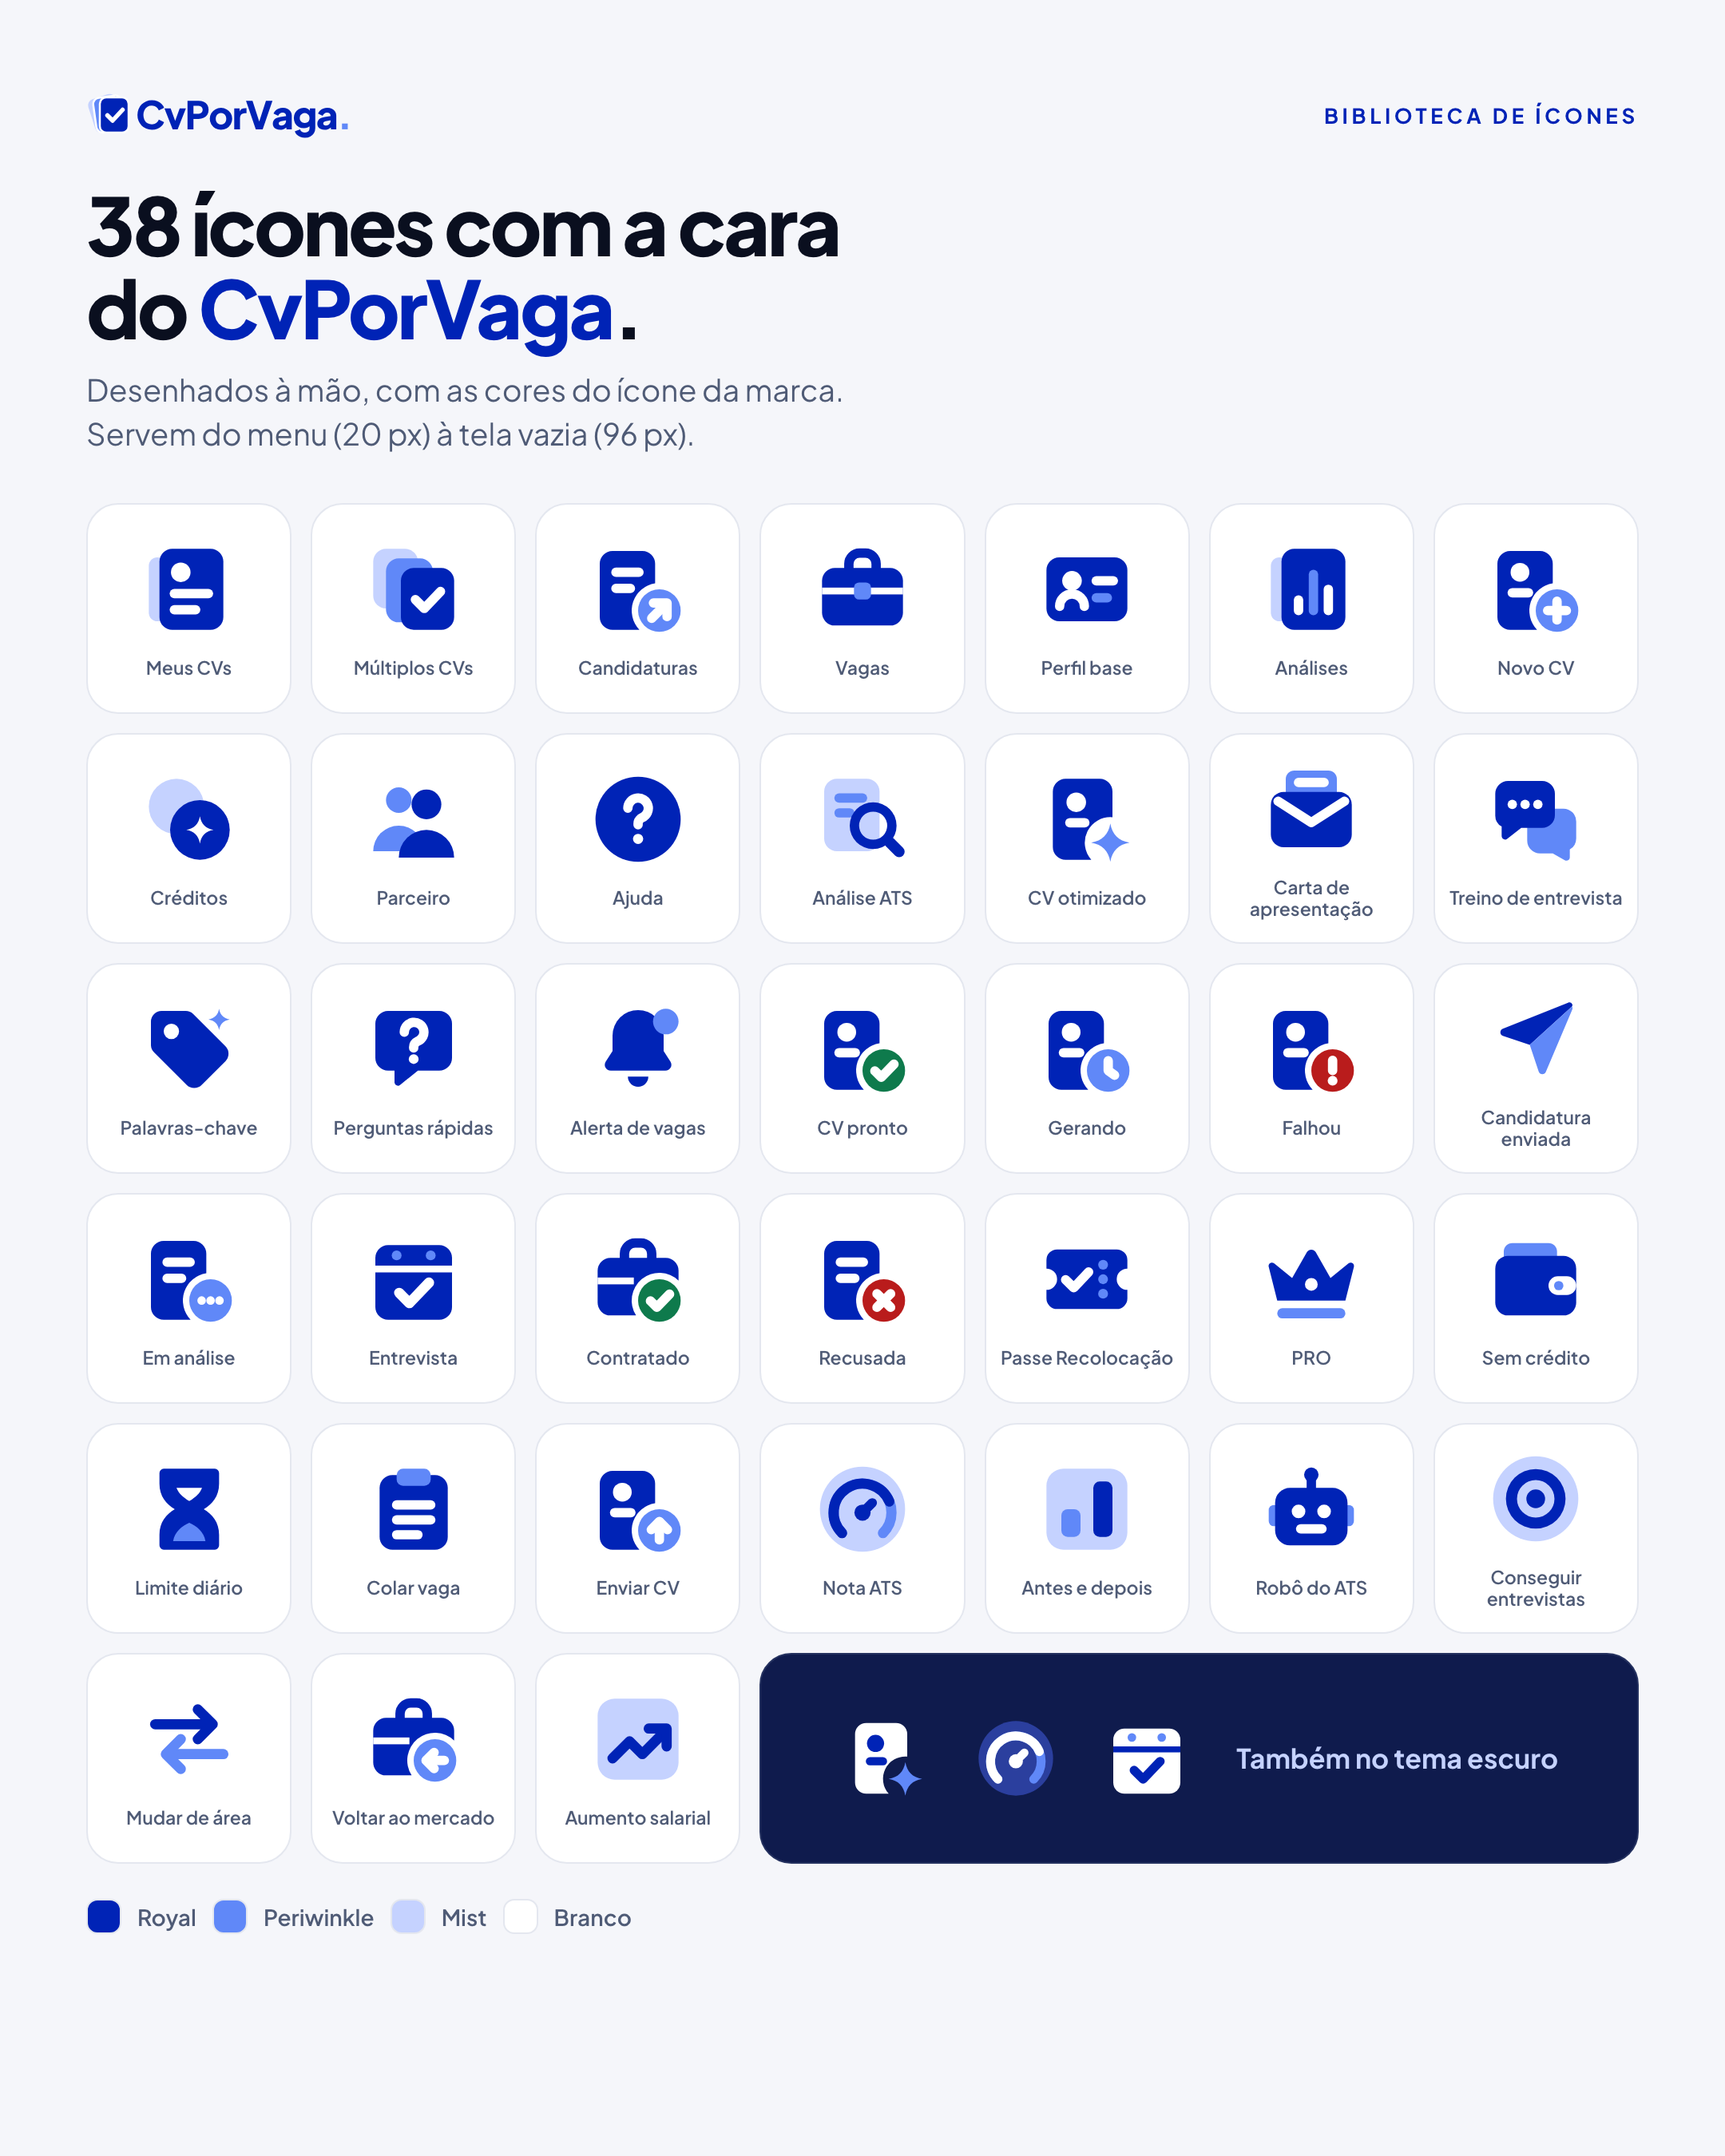 CvPorVaga.
BIBLIOTECA DE ÍCONES
38 ícones com a cara
do CvPorVaga.
Desenhados à mão, com as cores do ícone da marca.
Servem do menu (20 px) à tela vazia (96 px).
Meus CVs
Múltiplos CVs
Candidaturas
Vagas
Perfil base
Análises
Novo CV
Créditos
Parceiro
Ajuda
Análise ATS
CV otimizado
Carta de
apresentação
Treino de entrevista
Palavras-chave
Perguntas rápidas
Alerta de vagas
CV pronto
Gerando
Falhou
Candidatura
enviada
Em análise
Entrevista
Contratado
Recusada
Passe Recolocação
PRO
Sem crédito
Limite diário
Colar vaga
Enviar CV
Nota ATS
Antes e depois
Robô do ATS
Conseguir
entrevistas
Mudar de área
Voltar ao mercado
Aumento salarial
Também no tema escuro
Royal
Periwinkle
Mist
Branco